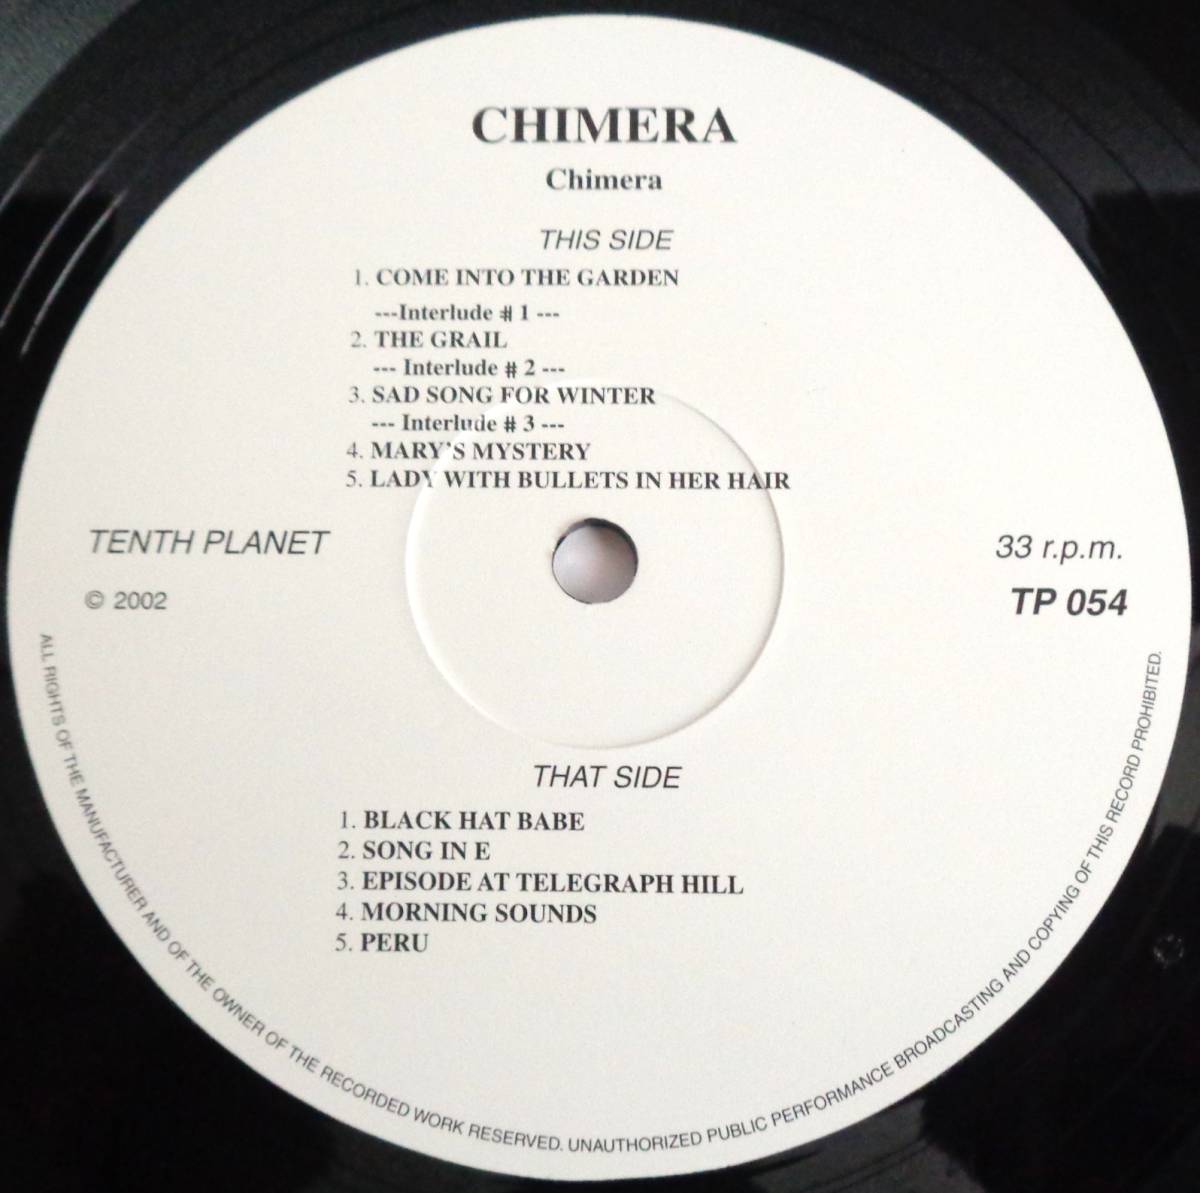 CHIMERA
Chimera
THIS SIDE
1. COME INTO THE GARDEN
---Interlude # 1 ---
2. THE GRAIL
--- Interlude # 2 ---
3. SAD SONG FOR WINTER
--- Interlude # 3 ---
4. MARY'S MYSTERY
5. LADY WITH BULLETS IN HER HAIR
TENTH PLANET
© 2002
33 r.p.m.
TP 054
THAT SIDE
1. BLACK HAT BABE
2. SONG IN E
3. EPISODE AT TELEGRAPH HILL
4. MORNING SOUNDS
5. PERU
ALL RIGHTS OF THE MANUFACTURER AND OF THE OWNER OF THE RECORDED WORK RESERVED. UNAUTHORIZED PUBLIC PERFORMANCE BROADCASTING AND COPYING OF THIS RECORD PROHIBITED.